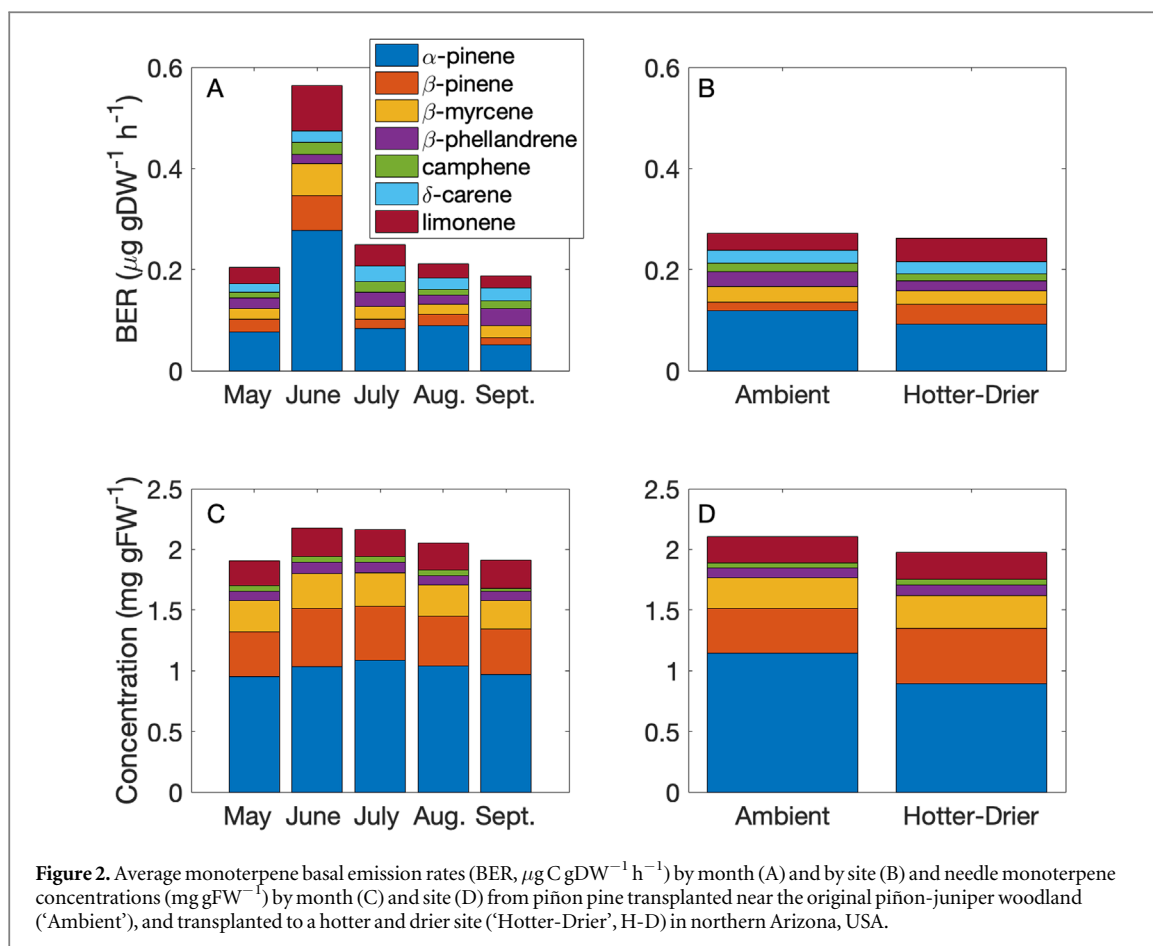 α-pinene
β-pinene
β-myrcene
β-phellandrene
camphene
δ-carene
limonene
A
0.6
0.4
0.2
0
BER (μg gDW⁻¹ h⁻¹)
May June July Aug. Sept.
B
0.6
0.4
0.2
0
Ambient Hotter-Drier
C
2.5
2
1.5
1
0.5
0
Concentration (mg gFW⁻¹)
May June July Aug. Sept.
D
2.5
2
1.5
1
0.5
0
Ambient Hotter-Drier
Figure 2. Average monoterpene basal emission rates (BER, μg C gDW⁻¹ h⁻¹) by month (A) and by site (B) and needle monoterpene
concentrations (mg gFW⁻¹) by month (C) and site (D) from piñon pine transplanted near the original piñon-juniper woodland
(‘Ambient’), and transplanted to a hotter and drier site (‘Hotter-Drier’, H-D) in northern Arizona, USA.